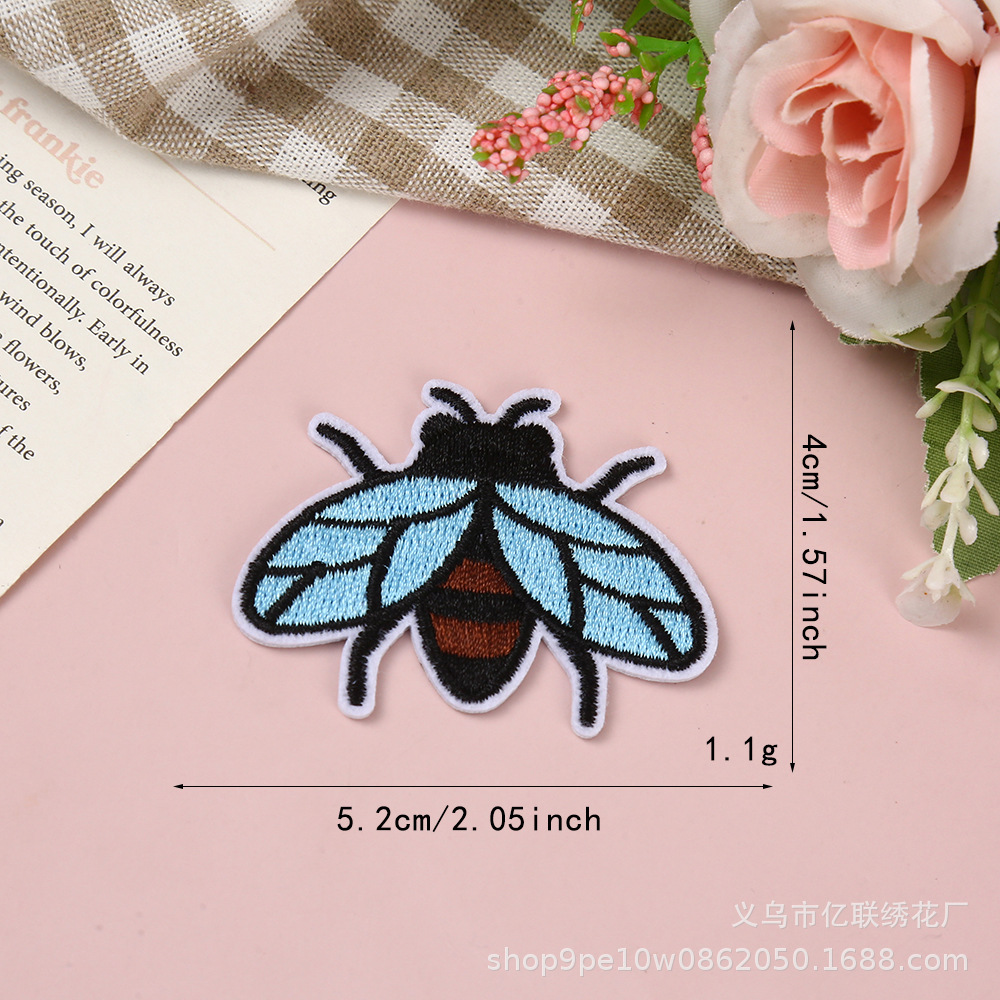 frankie
ing season, I will always
the touch of colorfulness
ntentionally. Early in
wind blows,
flowers,
tures
of the
ing
4cm/1.57inch
1.1g
5.2cm/2.05inch
义乌市亿联绣花厂
shop9pe10w0862050.1688.com